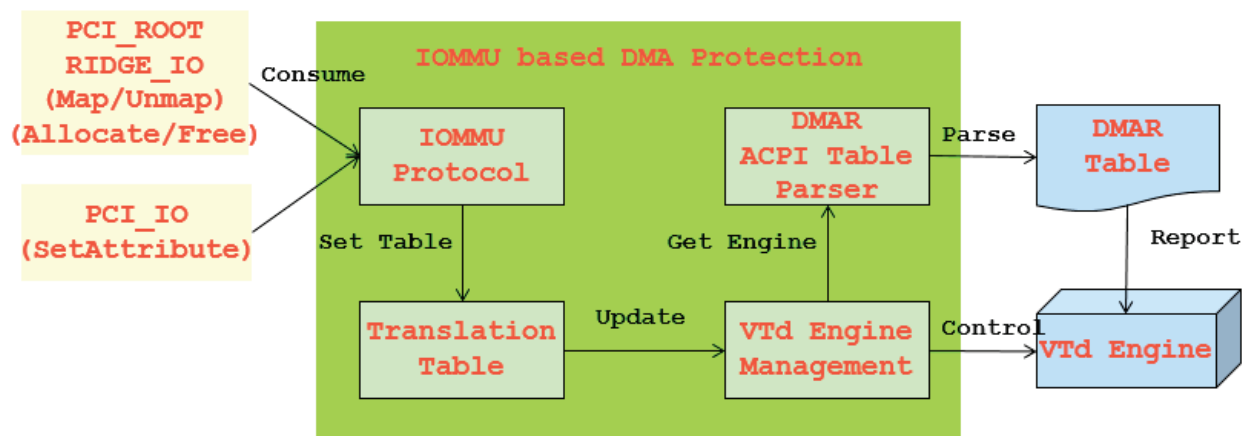 PCI_ROOT
RIDGE_IO
(Map/Unmap)
(Allocate/Free)
Consume
PCI_IO
(SetAttribute)
IOMMU based DMA Protection
IOMMU
Protocol
Set Table
Translation
Table
Update
DMAR
ACPI Table
Parser
Get Engine
VTd Engine
Management
Parse
DMAR
Table
Report
Control
VTd Engine